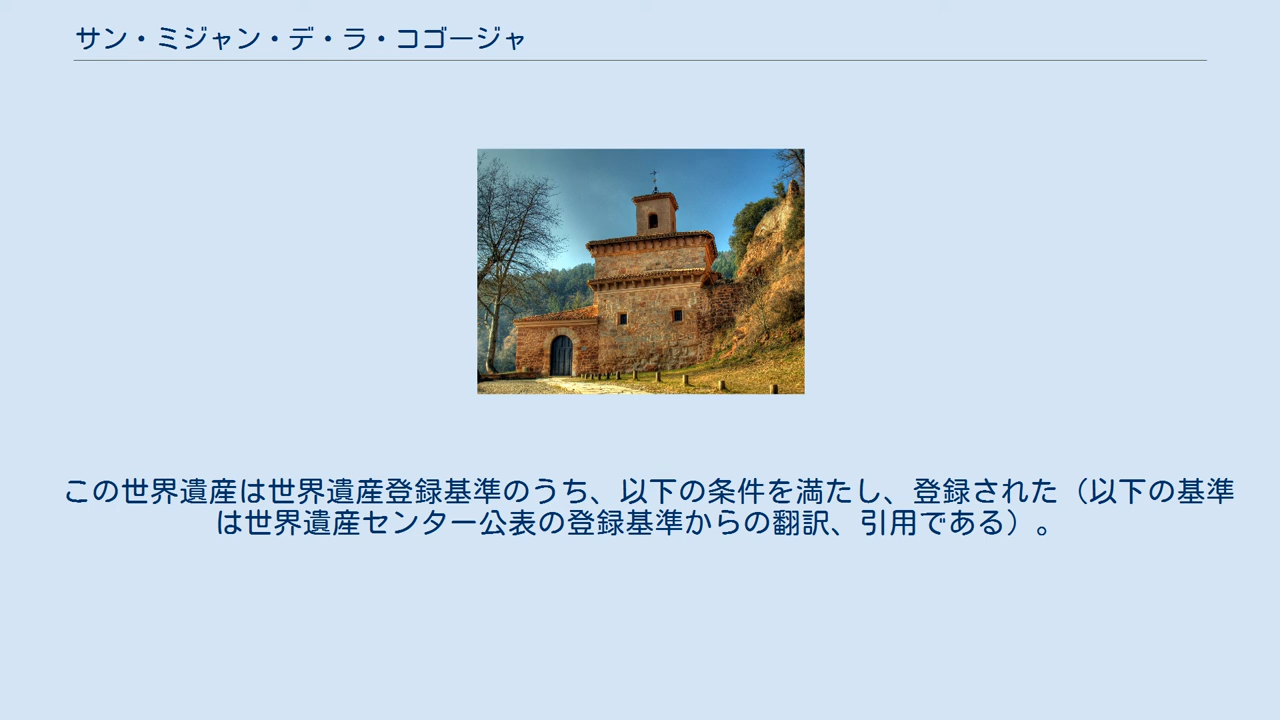 サン・ミジャン・デ・ラ・コゴージャ
この世界遺産は世界遺産登録基準のうち、以下の条件を満たし、登録された（以下の基準
は世界遺産センター公表の登録基準からの翻訳、引用である）。